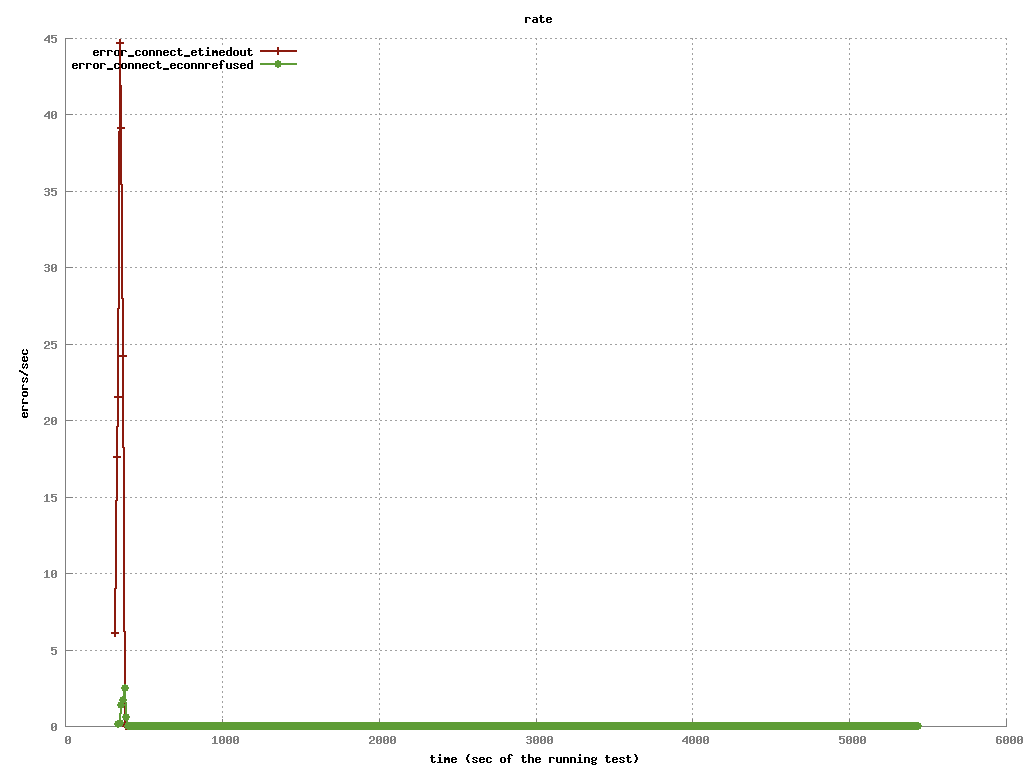 rate
error_connect_etimedout
error_connect_econnrefused
45
40
35
30
25
20
15
10
5
0
errors/sec
0 1000 2000 3000 4000 5000 6000
time (sec of the running test)